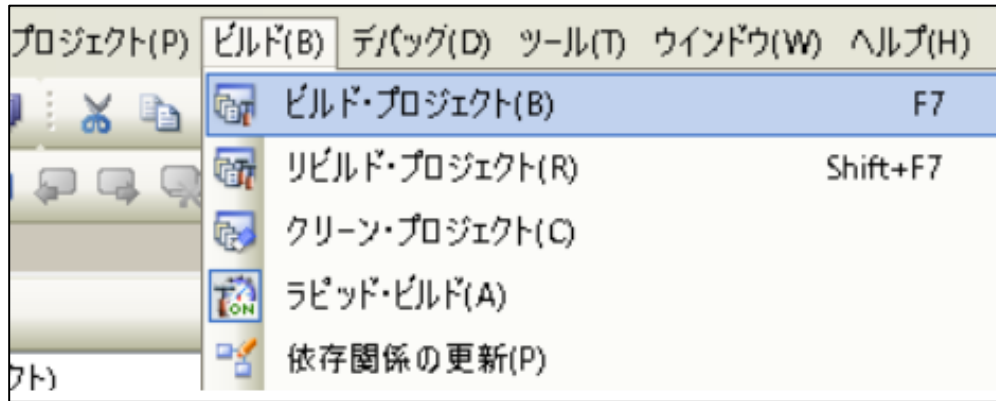 プロジェクト(P) ビルド(B) デバッグ(D) ツール(T) ウインドウ(W) ヘルプ(H)
ビルド・プロジェクト(B) F7
リビルド・プロジェクト(R) Shift+F7
クリーン・プロジェクト(C)
ラピッド・ビルド(A)
ON
依存関係の更新(P)
クト)